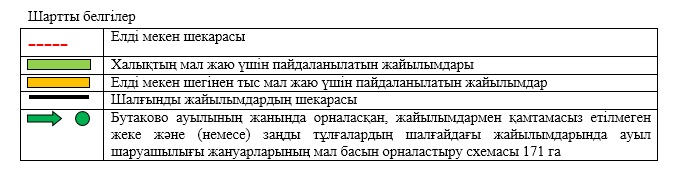 Шартты белгілер
Елді мекен шекарасы
Халықтың мал жаю үшін пайдаланылатын жайылымдары
Елді мекен шегінен тыс мал жаю үшін пайдаланылатын жайылымдар
Шалғынды жайылымдардың шекарасы
Бутаково ауылының жанында орналасқан, жайылымдармен қамтамасыз етілмеген
жеке және (немесе) заңды тұлғалардың шалғайдағы жайылымдарында ауыл
шаруашылығы жануарларының мал басын орналастыру схемасы 171 га